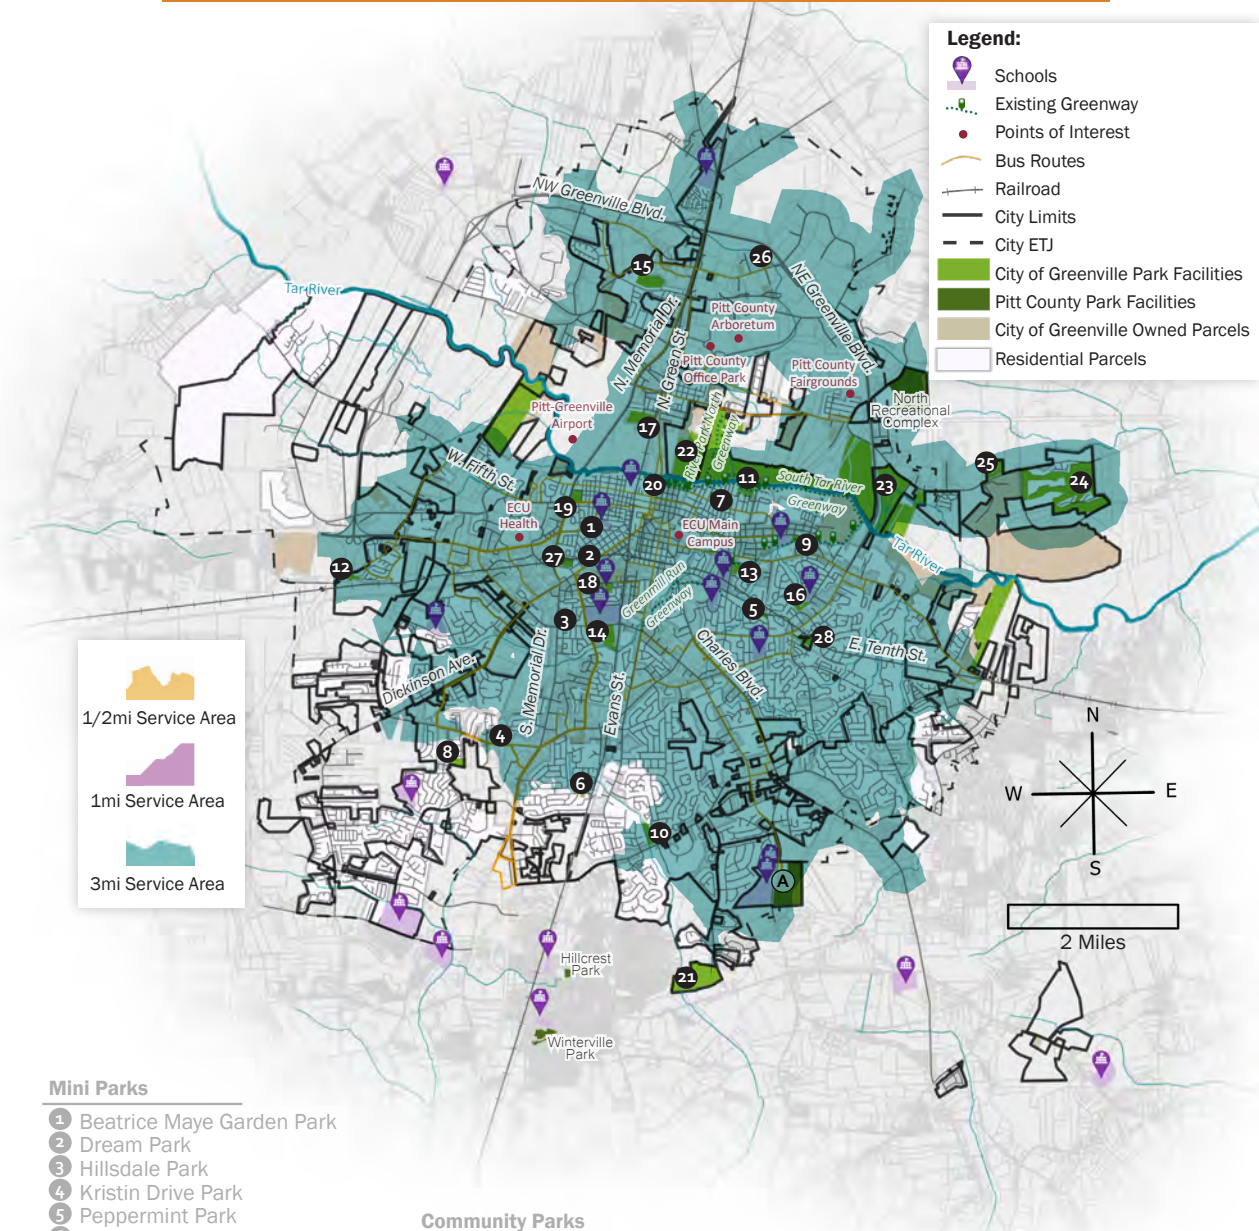 Legend:
Schools
Existing Greenway
Points of Interest
Bus Routes
Railroad
City Limits
City ETJ
City of Greenville Park Facilities
Pitt County Park Facilities
City of Greenville Owned Parcels
Residential Parcels
NW Greenville Blvd.
15
26
NE Greenville Blvd.
Tar River
N. Memorial Dr.
N. Green St.
Pitt County
Arboretum
Pitt County
Office Park
Pitt County
Fairgrounds
North
Recreational
Complex
Pitt-Greenville
Airport
17
22
River Park North
Greenway
W. Fifth St.
20
11
South Tar River
Greenway
23
25
24
19
7
ECU
Health
1
ECU Main
Campus
9
Tar River
12
27
2
13
18
Greenmill Run
Greenway
16
5
3
14
28
E. Tenth St.
Charles Blvd.
4
Dickinson Ave.
S. Memorial Dr.
Evans St.
1/2mi Service Area
1mi Service Area
3mi Service Area
4
8
6
10
A
N
W
E
S
2 Miles
21
Hillcrest
Park
Winterville
Park
Mini Parks
1 Beatrice Maye Garden Park
2 Dream Park
3 Hillsdale Park
4 Kristin Drive Park
5 Peppermint Park
Community Parks